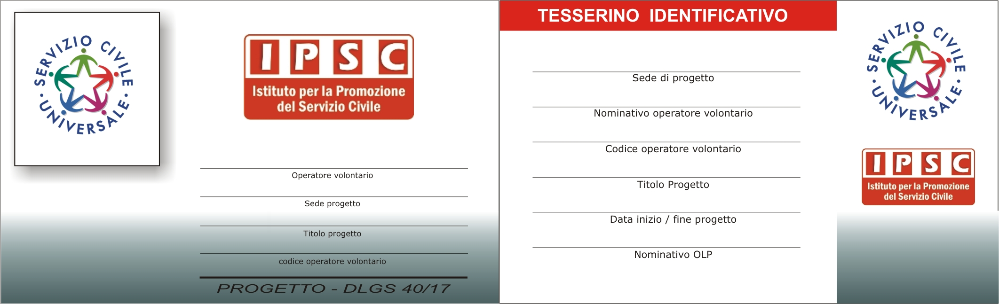 SERVIZIO CIVILE
· UNIVERSALE ·
I P S C
Istituto per la Promozione
del Servizio Civile
Operatore volontario
Sede progetto
Titolo progetto
codice operatore volontario
PROGETTO - DLGS 40/17
TESSERINO IDENTIFICATIVO
Sede di progetto
Nominativo operatore volontario
Codice operatore volontario
Titolo Progetto
Data inizio / fine progetto
Nominativo OLP
SERVIZIO CIVILE
· UNIVERSALE ·
I P S C
Istituto per la Promozione
del Servizio Civile